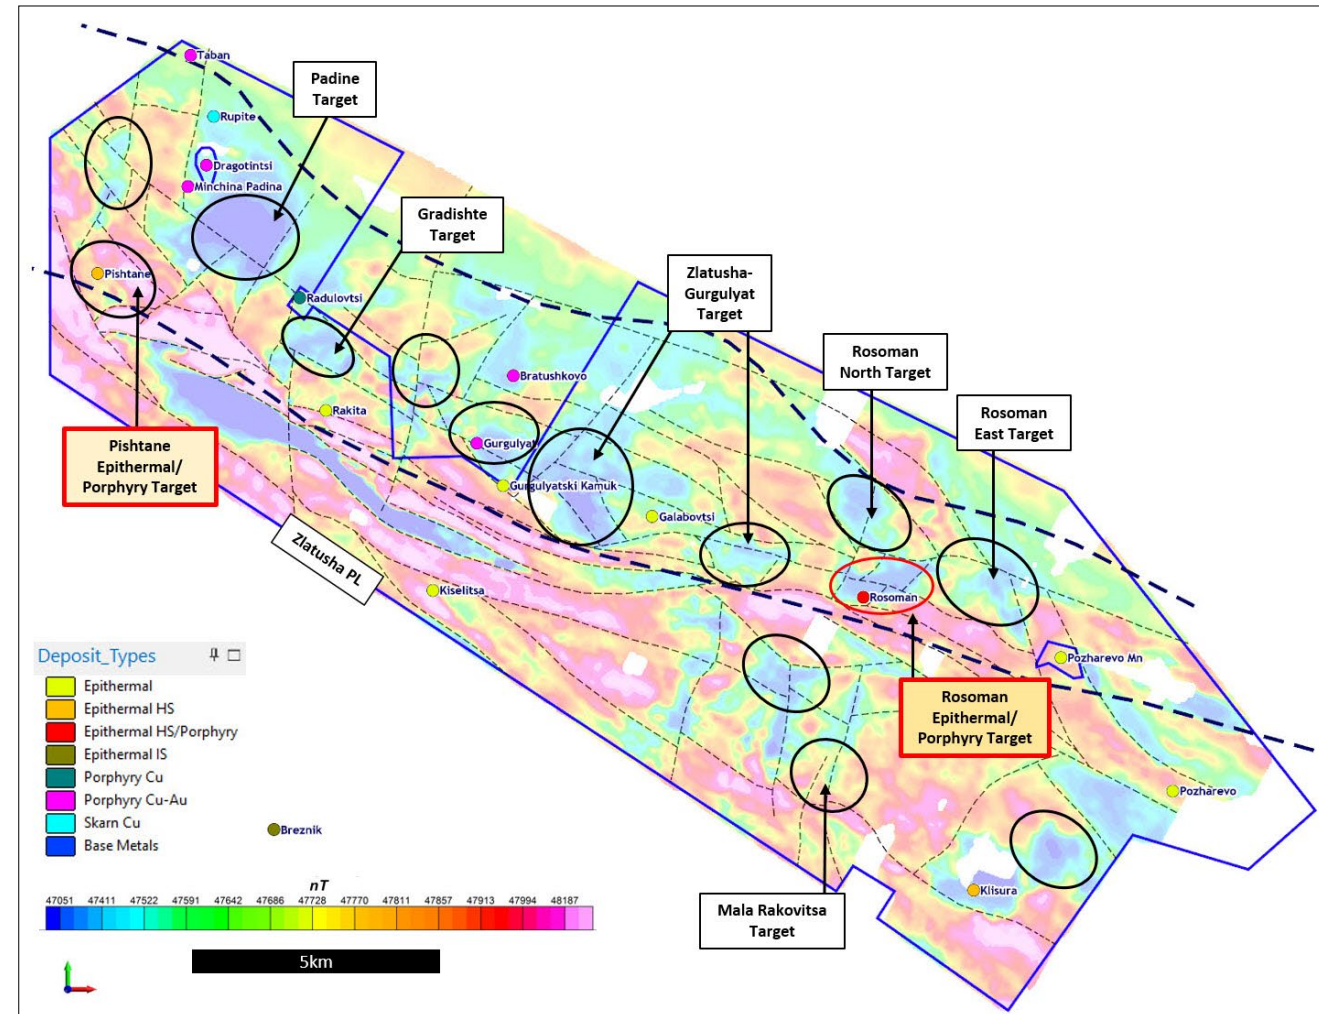 Taban
Padine
Target
Rupite
Dragotintsi
Minchina Padina
Gradishte
Target
Pishtane
Zlatusha-
Gurgulyat
Target
Radulovtsi
Rosoman
North Target
Bratushkovo
Rosoman
East Target
Rakita
Pishtane
Epithermal/
Porphyry Target
Gurgulyat
Gurgulyatski Kamuk
Galabovtsi
Zlatusha PL
Kiselitsa
Rosoman
Pozharevo Mn
Rosoman
Epithermal/
Porphyry Target
Pozharevo
Deposit_Types
Epithermal
Epithermal HS
Epithermal HS/Porphyry
Epithermal IS
Porphyry Cu
Porphyry Cu-Au
Skarn Cu
Base Metals
Breznik
Klisura
Mala Rakovitsa
Target
nT
47051 47411 47522 47591 47642 47686 47728 47770 47811 47857 47913 47994 48187
5km